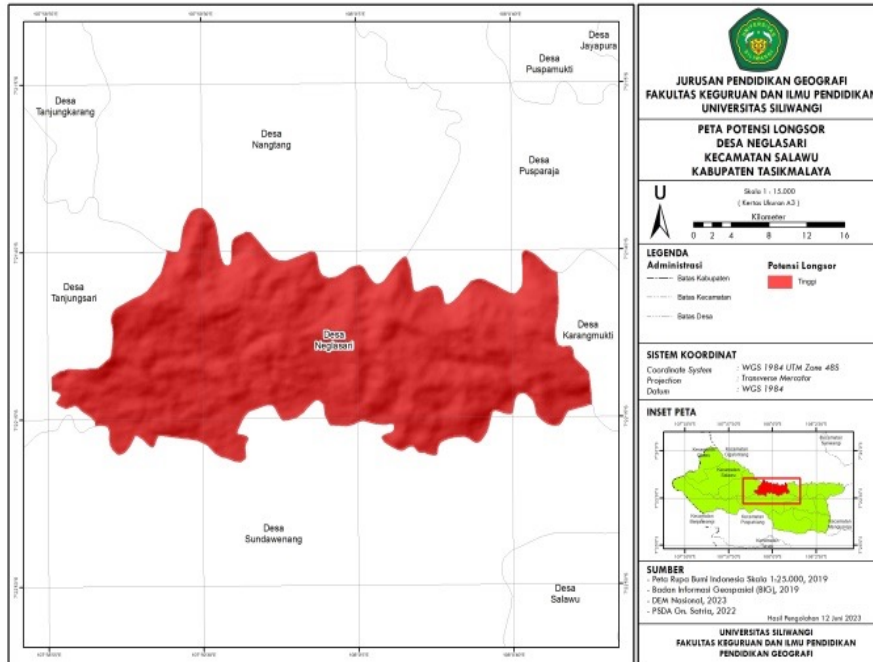 Desa
Jayapura
Desa
Puspamukti
Desa
Tanjungkarang
Desa
Nangtang
Desa
Pusparaja
Desa
Tanjungsari
Desa
Neglasari
Desa
Karangmukti
Desa
Sundawenang
Desa
Salawu
JURUSAN PENDIDIKAN GEOGRAFI
FAKULTAS KEGURUAN DAN ILMU PENDIDIKAN
UNIVERSITAS SILIWANGI
PETA POTENSI LONGSOR
DESA NEGLASARI
KECAMATAN SALAWU
KABUPATEN TASIKMALAYA
U
Skala 1 - 15.000
( Kertas Ukuran A3 )
Kilometer
0 2 4 8 12 16
LEGENDA
Administrasi
Batas Kabupaten
Batas Kecamatan
Batas Desa
Potensi Longsor
Tinggi
SISTEM KOORDINAT
Coordinate System : WGS 1984 UTM Zone 48S
Projection : Transverse Mercator
Datum : WGS 1984
INSET PETA
SUMBER
- Peta Rupa Bumi Indonesia Skala 1:25.000, 2019
- Badan Informasi Geospasial (BIG), 2019
- DEM Nasional, 2023
- PSDA Gn. Satria, 2022
Hasil Pengolahan 12 Juni 2023
UNIVERSITAS SILIWANGI
FAKULTAS KEGURUAN DAN ILMU PENDIDIKAN
PENDIDIKAN GEOGRAFI